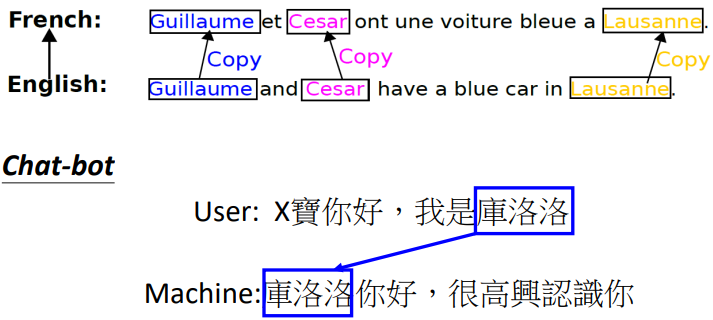 French: Guillaume et Cesar ont une voiture bleue a Lausanne.
Copy Copy Copy
English: Guillaume and Cesar have a blue car in Lausanne.
Chat-bot
User: X寶你好，我是庫洛洛
Machine: 庫洛洛你好，很高興認識你